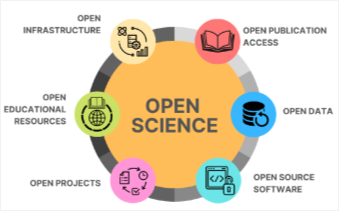 OPEN
INFRASTRUCTURE
OPEN PUBLICATION
ACCESS
OPEN
EDUCATIONAL
RESOURCES
OPEN
SCIENCE
OPEN DATA
OPEN PROJECTS
OPEN SOURCE
SOFTWARE